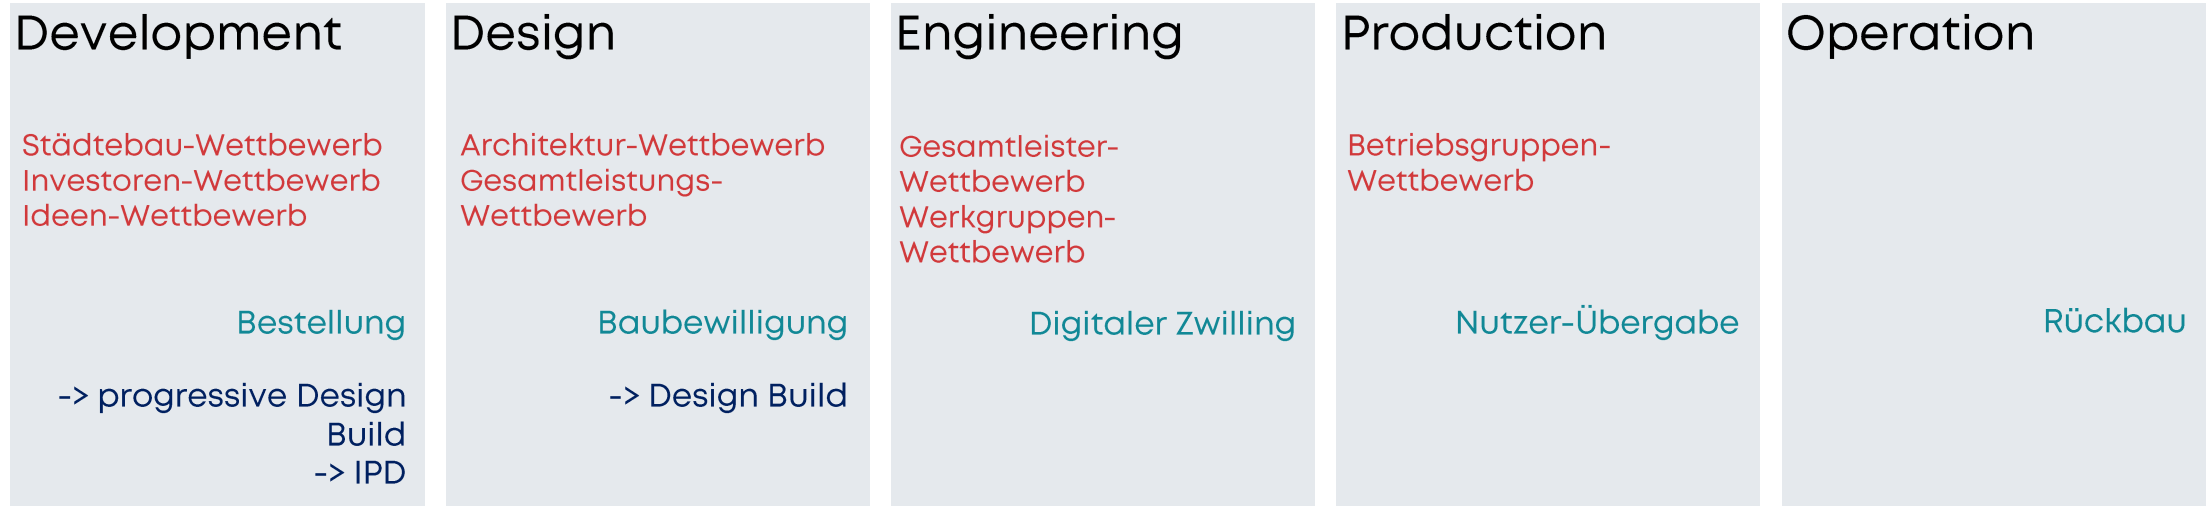 Development
Städtebau-Wettbewerb
Investoren-Wettbewerb
Ideen-Wettbewerb
Bestellung
-> progressive Design
Build
-> IPD
Design
Architektur-Wettbewerb
Gesamtleistungs-
Wettbewerb
Baubewilligung
-> Design Build
Engineering
Gesamtleister-
Wettbewerb
Werkgruppen-
Wettbewerb
Digitaler Zwilling
Production
Betriebsgruppen-
Wettbewerb
Nutzer-Übergabe
Operation
Rückbau